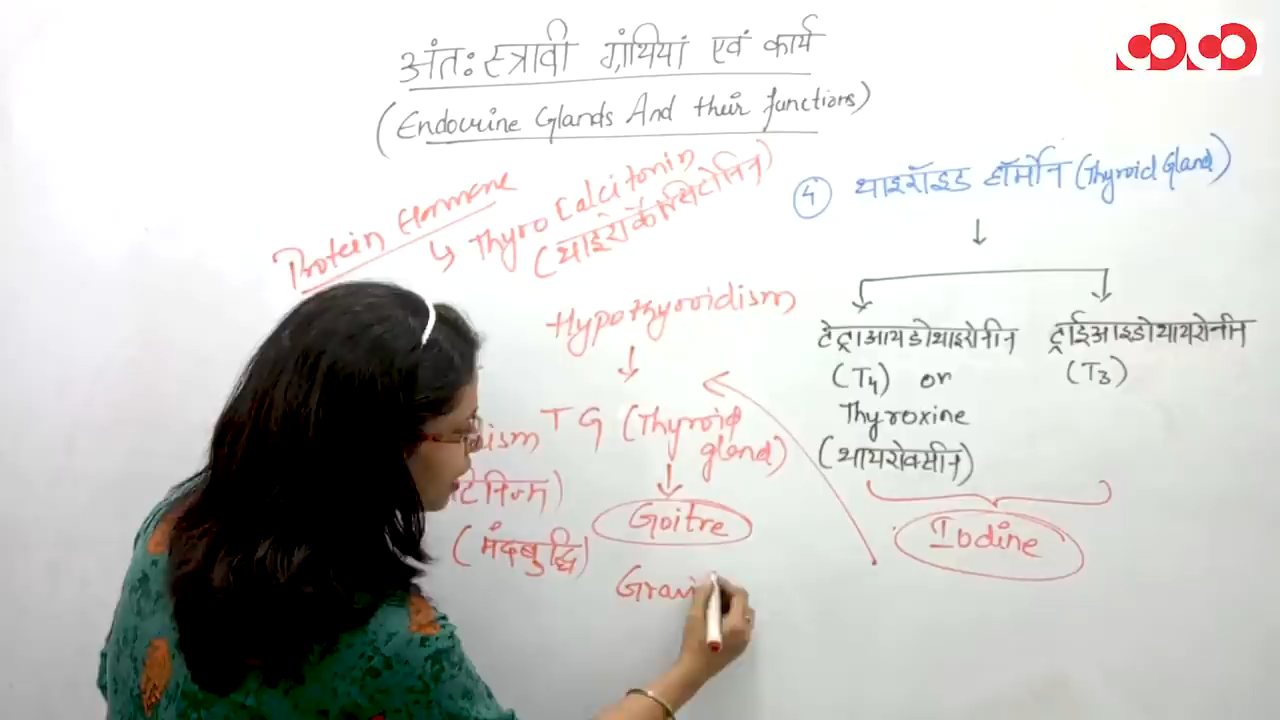 अंतः स्त्रावी ग्रंथियां एवं कार्य
(Endocrine Glands And their functions)
Protein Hormone
↳ Thyro Calcitonin
(थाइरोकैल्सिटोनिन)
4 थाइरॉइड हॉर्मोन (Thyroid Gland)
Hypothyroidism
TG (Thyroid gland)
Goitre
(मंदबुद्धि)
टेट्राआयडोथाइरोनीन
(T4) or
Thyroxine
(थायरोक्सीन)
ट्राईआइडोथायरोनीन
(T3)
Iodine